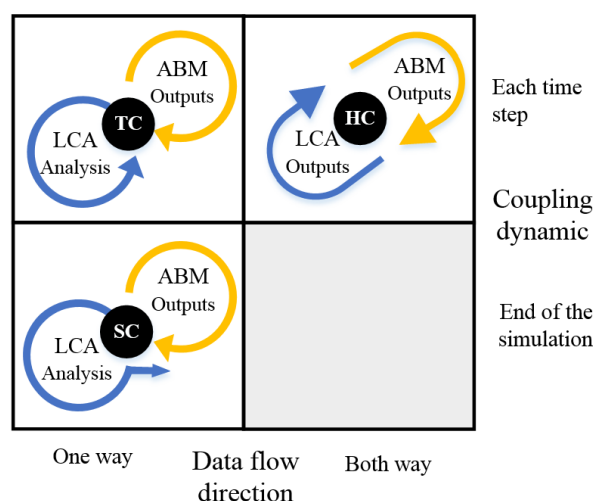 ABM
Outputs
TC
LCA
Analysis
ABM
Outputs
HC
LCA
Outputs
Each time
step
Coupling
dynamic
ABM
Outputs
SC
LCA
Analysis
End of the
simulation
One way
Data flow
direction
Both way